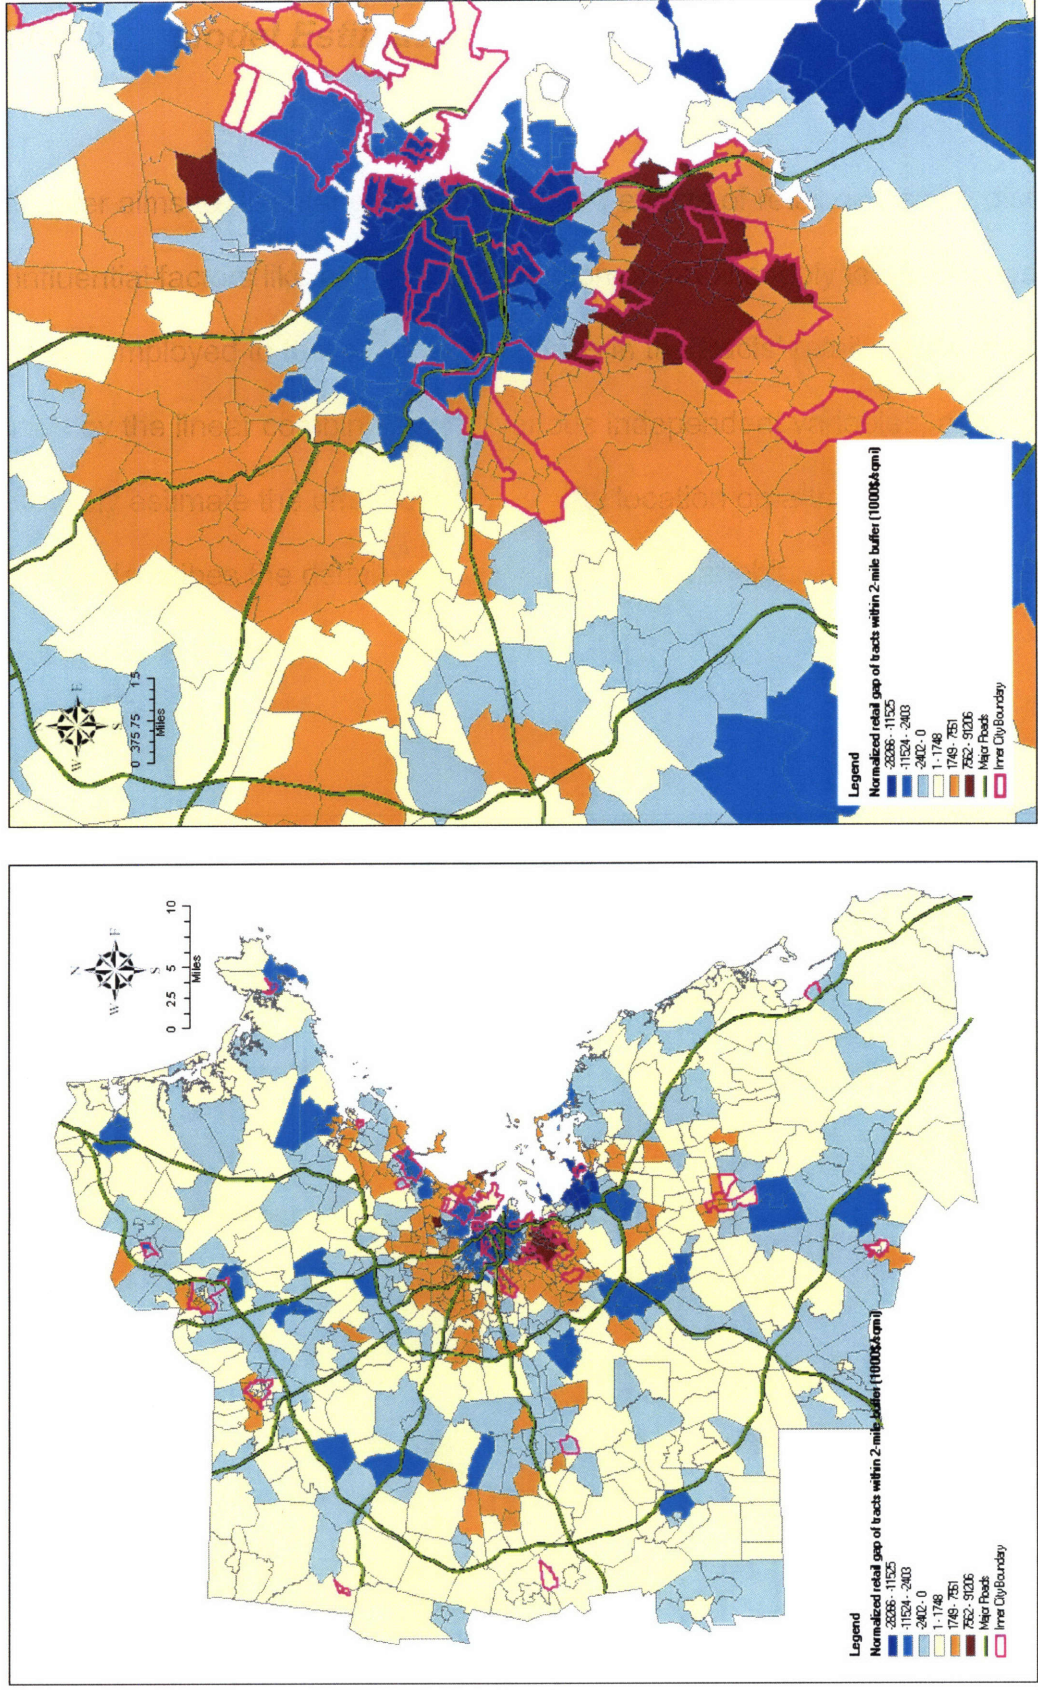 N
W
E
S
0 2.5 5 10
Miles
Legend
Normalized retail gap of tracts within 2-mile buffer (1000$/sqmi)
-28266 - -11525
-11524 - -2403
-2402 - 0
1 - 1748
1749 - 7551
7552 - 91206
Major Roads
Inner City Boundary
W
E
S
0 .375 .75 1.5
Miles
Legend
Normalized retail gap of tracts within 2-mile buffer (1000$/sqmi)
-28266 - -11525
-11524 - -2403
-2402 - 0
1 - 1748
1749 - 7551
7552 - 91206
Major Roads
Inner City Boundary